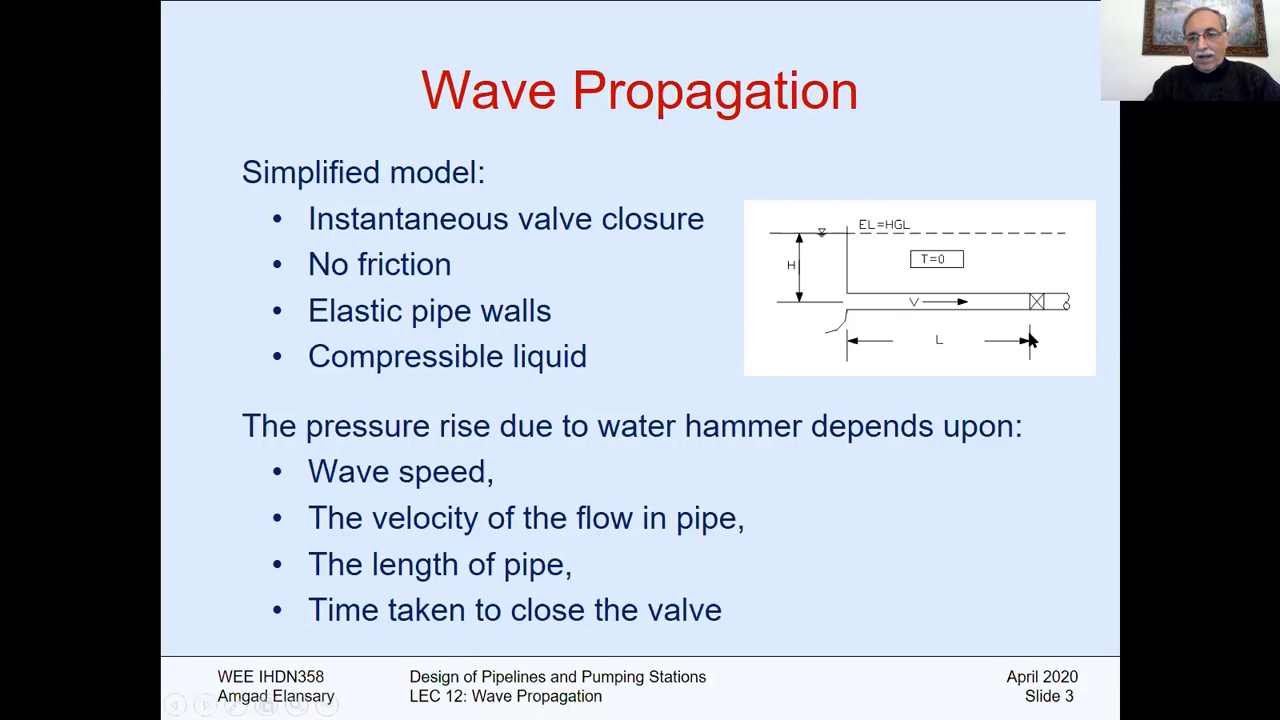 Wave Propagation
Simplified model:
• Instantaneous valve closure
• No friction
• Elastic pipe walls
• Compressible liquid
EL=HGL
H
T=0
V
L
The pressure rise due to water hammer depends upon:
• Wave speed,
• The velocity of the flow in pipe,
• The length of pipe,
• Time taken to close the valve
WEE IHDN358
Amgad Elansary
Design of Pipelines and Pumping Stations
LEC 12: Wave Propagation
April 2020
Slide 3